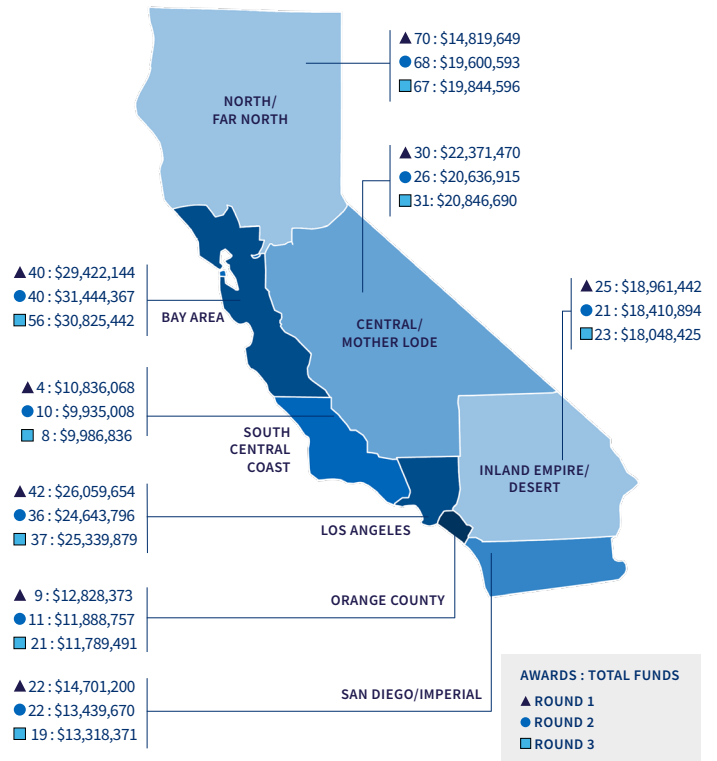 ▲ 70 : $14,819,649
● 68 : $19,600,593
■ 67 : $19,844,596
NORTH/
FAR NORTH
▲ 30 : $22,371,470
● 26 : $20,636,915
■ 31: $20,846,690
▲ 40 : $29,422,144
● 40 : $31,444,367
■ 56 : $30,825,442
BAY AREA
▲ 25 : $18,961,442
● 21 : $18,410,894
■ 23 : $18,048,425
CENTRAL/
MOTHER LODE
▲ 4 : $10,836,068
● 10 : $9,935,008
■ 8 : $9,986,836
SOUTH
CENTRAL
COAST
INLAND EMPIRE/
DESERT
▲ 42 : $26,059,654
● 36 : $24,643,796
■ 37 : $25,339,879
LOS ANGELES
▲ 9 : $12,828,373
● 11 : $11,888,757
■ 21 : $11,789,491
ORANGE COUNTY
▲ 22 : $14,701,200
● 22 : $13,439,670
■ 19 : $13,318,371
SAN DIEGO/IMPERIAL
AWARDS : TOTAL FUNDS
▲ ROUND 1
● ROUND 2
■ ROUND 3